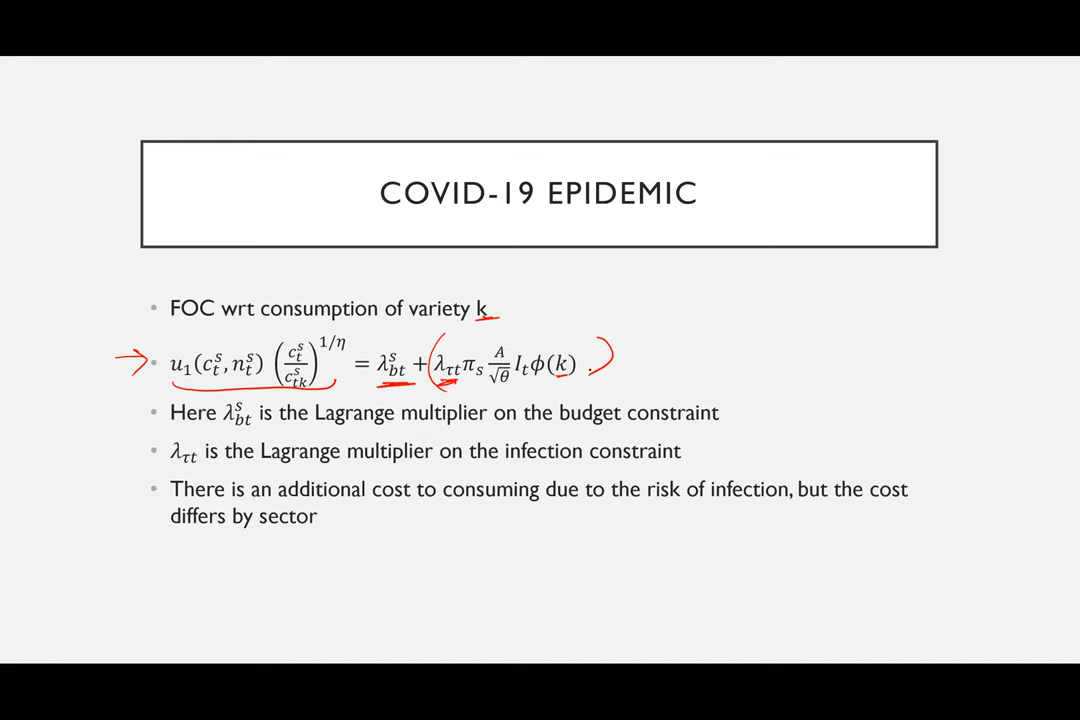 COVID-19 EPIDEMIC
• FOC wrt consumption of variety k
• u₁(cₜˢ, nₜˢ) (cₜˢ/cₜₖˢ)^{1/η} = λ_{bt}^s + λ_{τt}π_s (A/√θ) Iₜϕ(k)
• Here λ_{bt}^s is the Lagrange multiplier on the budget constraint
• λ_{τt} is the Lagrange multiplier on the infection constraint
• There is an additional cost to consuming due to the risk of infection, but the cost
differs by sector